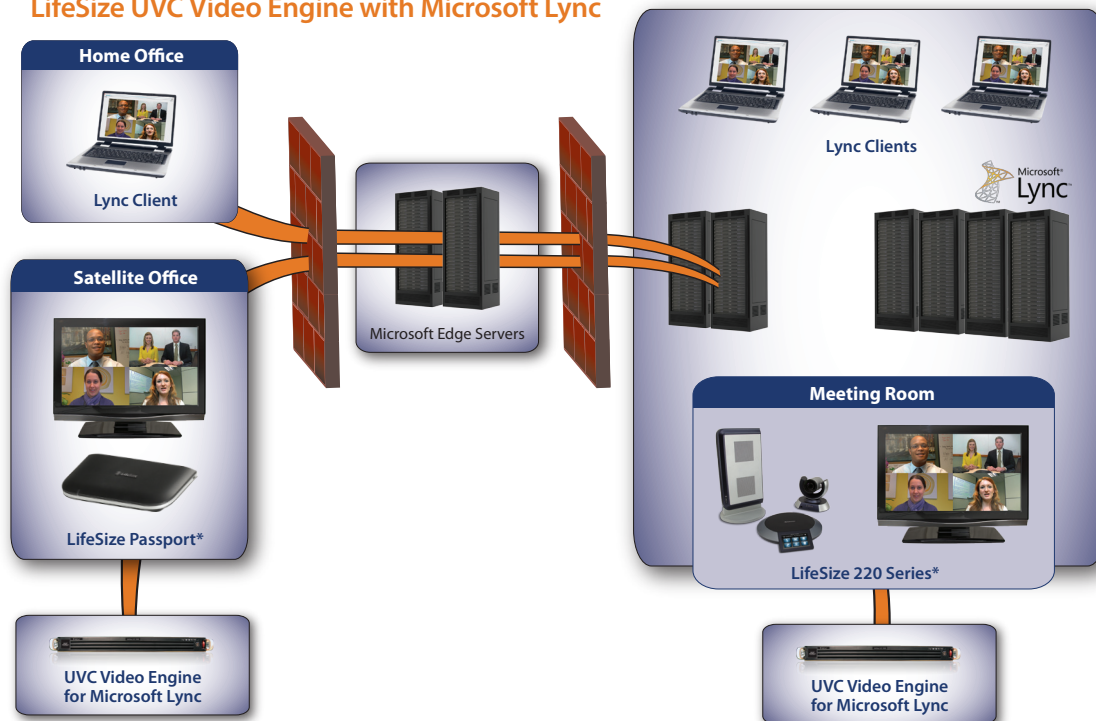 LifeSize UVC Video Engine with Microsoft Lync
Home Office
Lync Client
Satellite Office
LifeSize Passport*
UVC Video Engine
for Microsoft Lync
Microsoft Edge Servers
Lync Clients
Microsoft®
Lync™
Meeting Room
LifeSize 220 Series*
UVC Video Engine
for Microsoft Lync